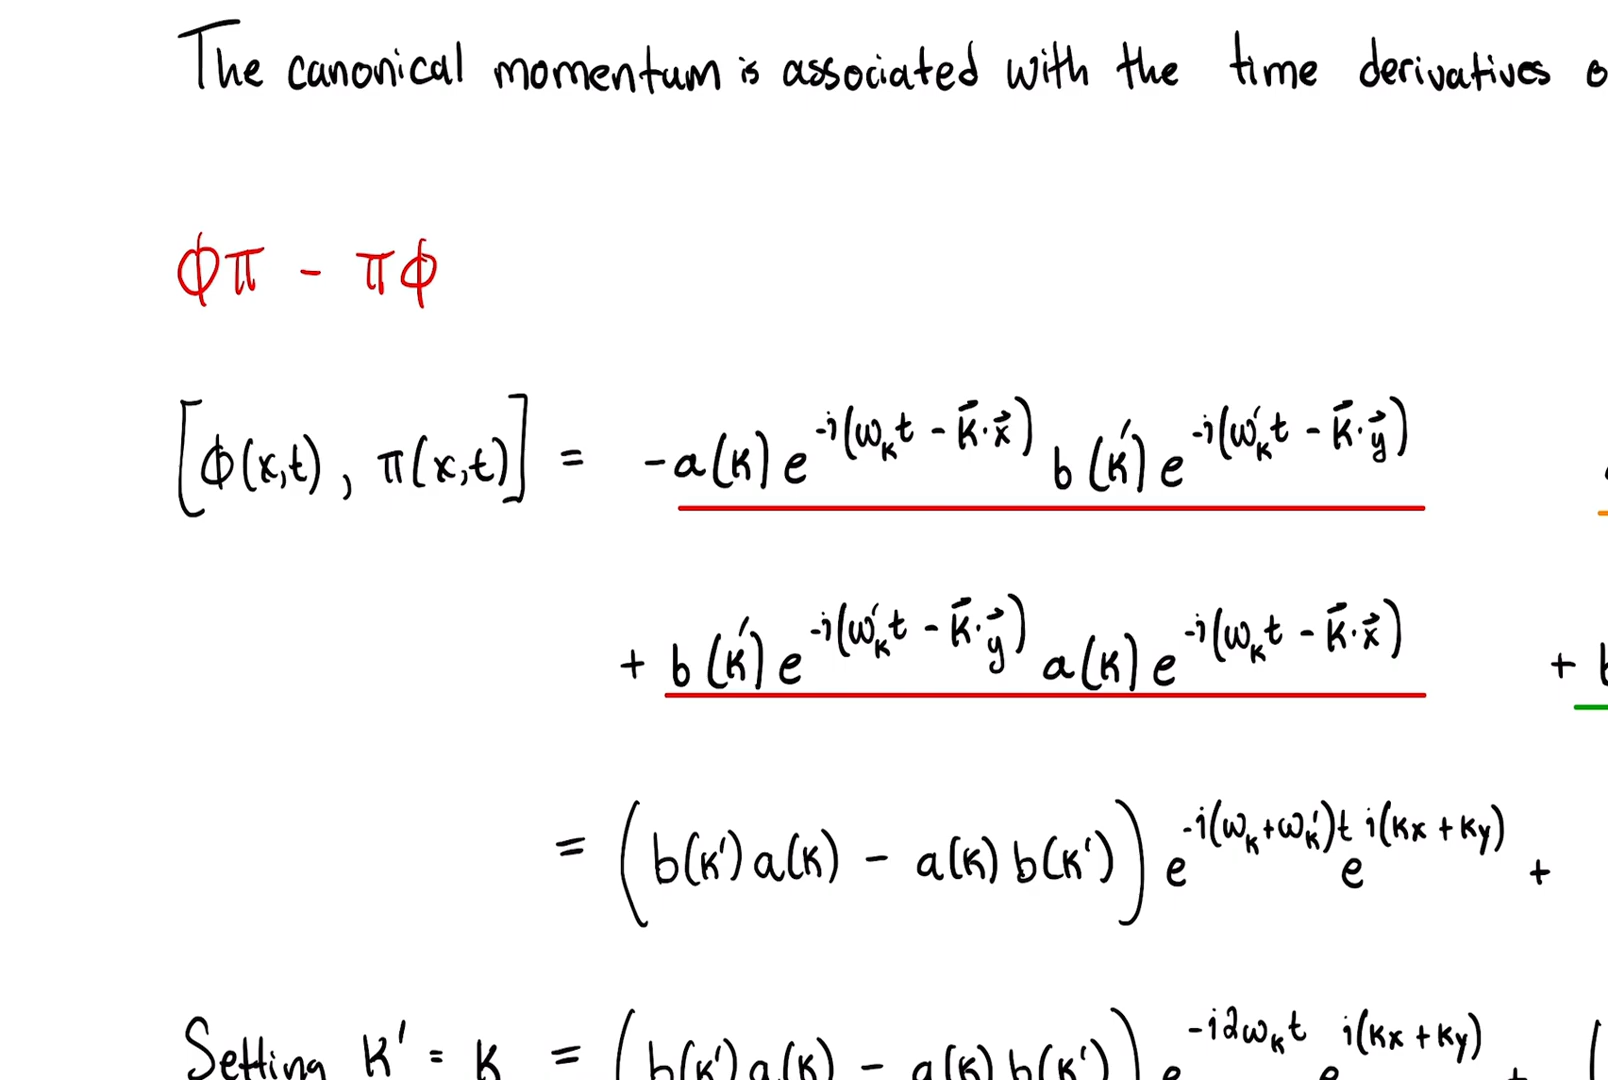 The canonical momentum is associated with the time derivatives o
ϕπ - πϕ
[ϕ(x,t), π(x,t)] = -a(k) e^{-i(ω_k t - k⃗·x⃗)} b(k′) e^{-i(ω′_k t - k⃗·y⃗)}
+ b(k′) e^{-i(ω′_k t - k⃗·y⃗)} a(k) e^{-i(ω_k t - k⃗·x⃗)} +
= (b(k′) a(k) - a(k) b(k′)) e^{-i(ω_k + ω_k′)t} e^{i(kx + ky)} +
Setting k′ = k = (b(k′) a(k) - a(k) b(k′)) e^{-i2ω_k t} e^{i(kx + ky)} + (